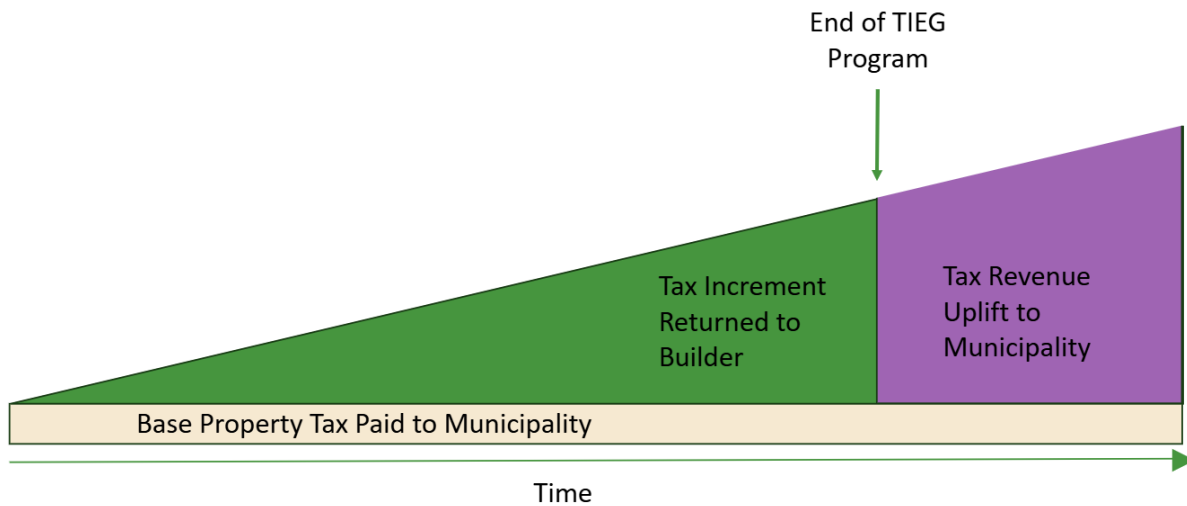 End of TIEG
Program
Tax Increment
Returned to
Builder
Tax Revenue
Uplift to
Municipality
Base Property Tax Paid to Municipality
Time